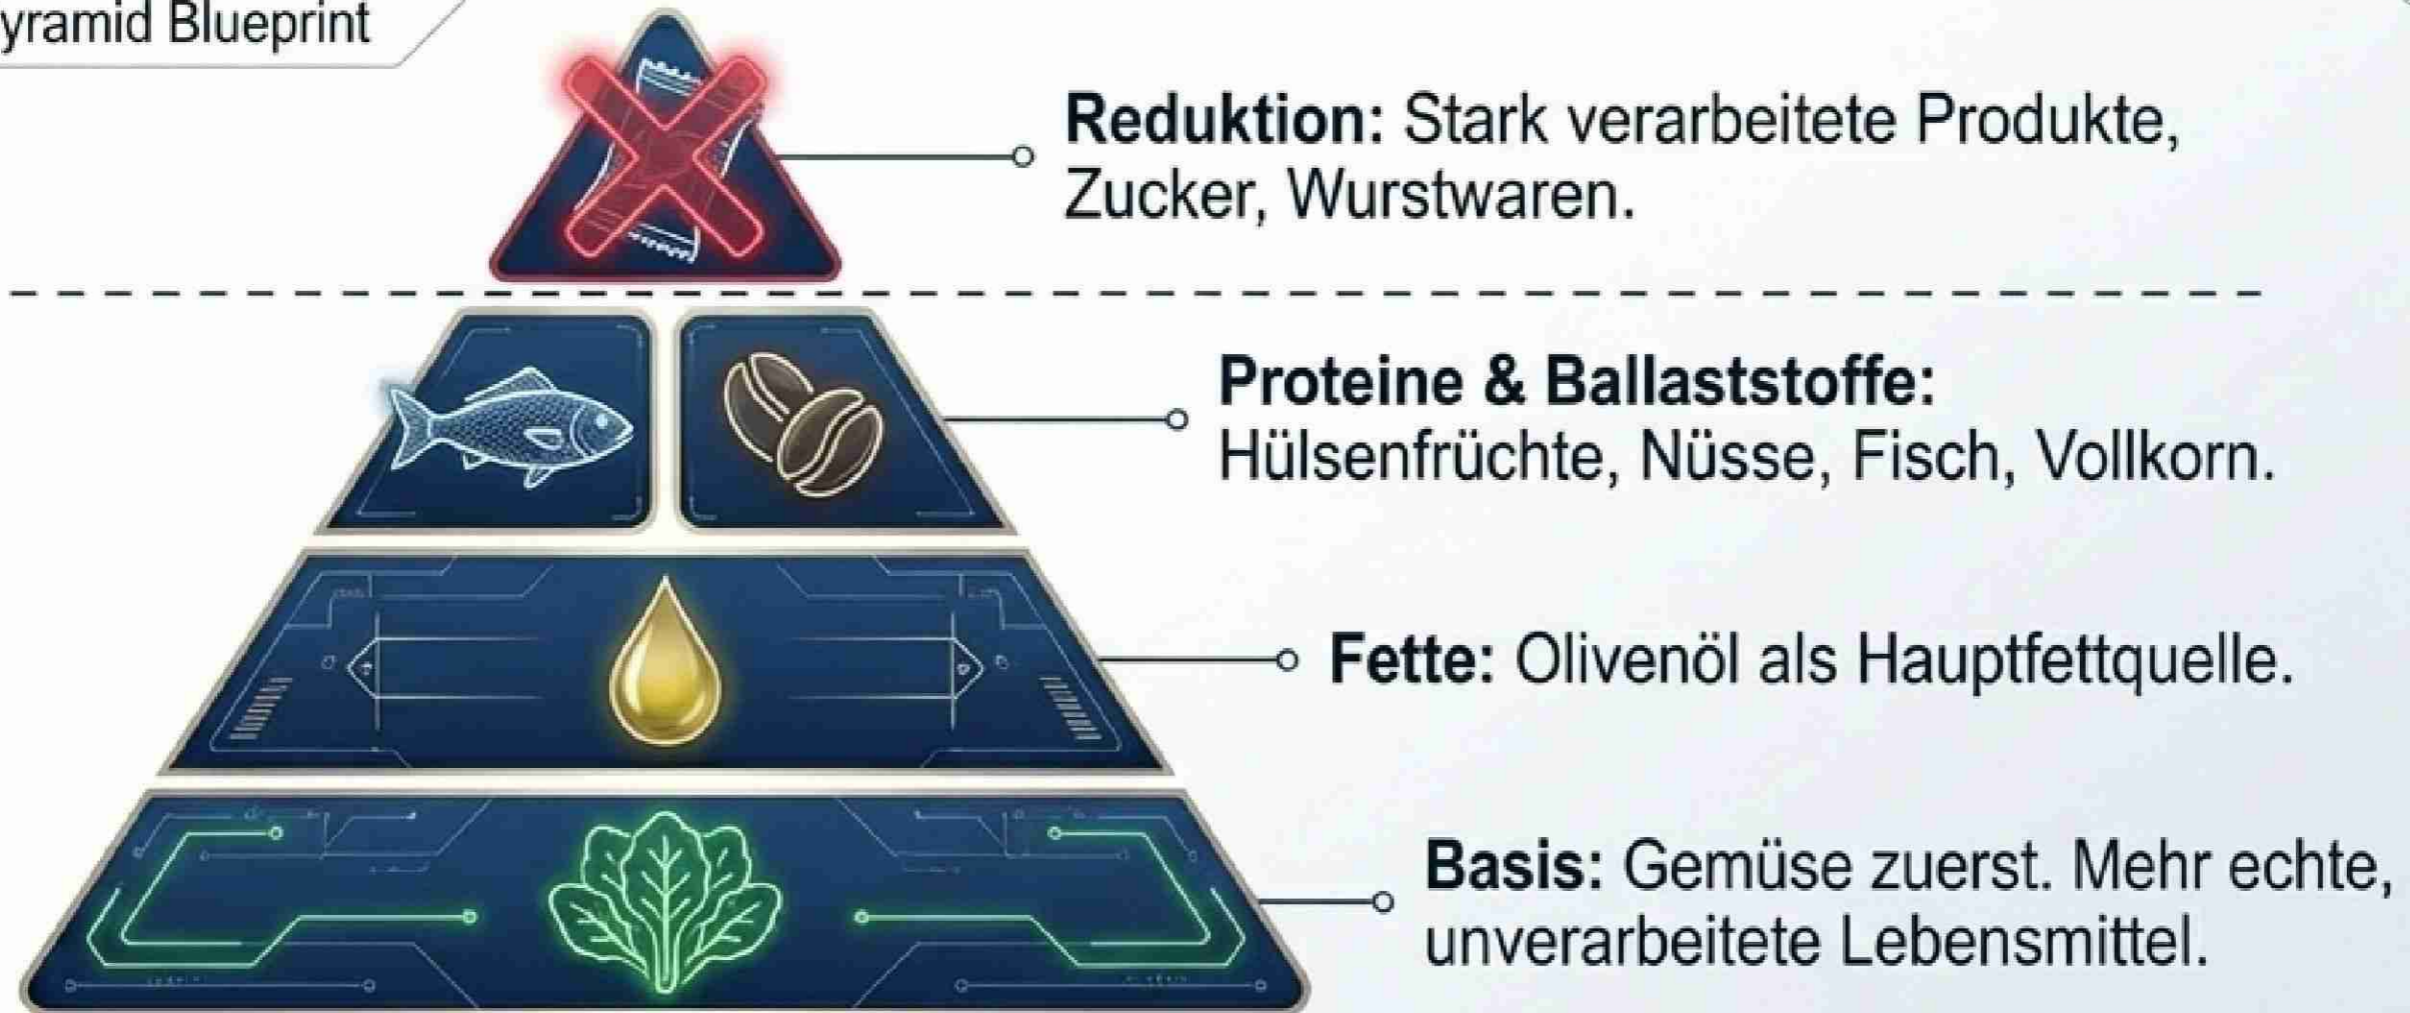 yramid Blueprint
Reduktion: Stark verarbeitete Produkte,
Zucker, Wurstwaren.
Proteine & Ballaststoffe:
Hülsenfrüchte, Nüsse, Fisch, Vollkorn.
Fette: Olivenöl als Hauptfettquelle.
Basis: Gemüse zuerst. Mehr echte,
unverarbeitete Lebensmittel.